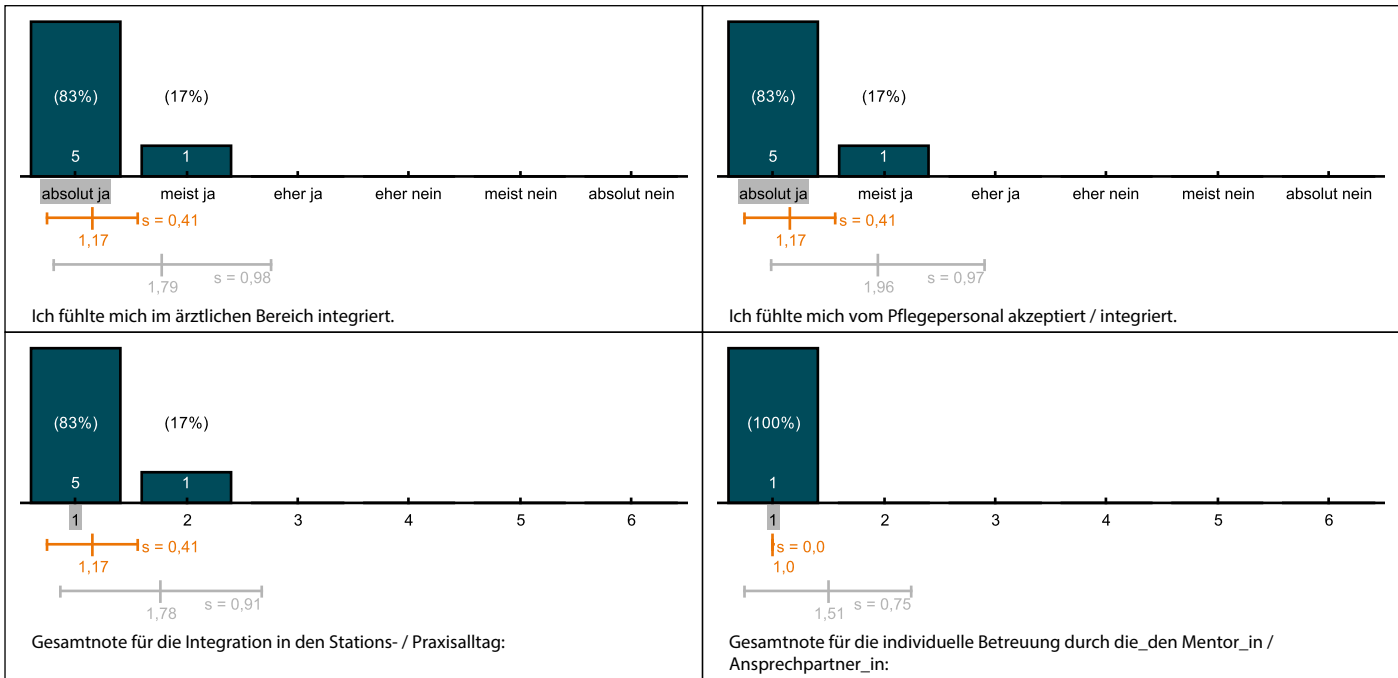 (83%) (17%)
5 1
absolut ja meist ja eher ja eher nein meist nein absolut nein
s = 0,41
1,17
s = 0,98
1,79
Ich fühlte mich im ärztlichen Bereich integriert.
(83%) (17%)
5 1
absolut ja meist ja eher ja eher nein meist nein absolut nein
s = 0,41
1,17
s = 0,97
1,96
Ich fühlte mich vom Pflegepersonal akzeptiert / integriert.
(83%) (17%)
5 1
1 2 3 4 5 6
s = 0,41
1,17
s = 0,91
1,78
Gesamtnote für die Integration in den Stations- / Praxisalltag:
(100%)
1
1 2 3 4 5 6
s = 0,0
1,0
s = 0,75
1,51
Gesamtnote für die individuelle Betreuung durch die_den Mentor_in /
Ansprechpartner_in: